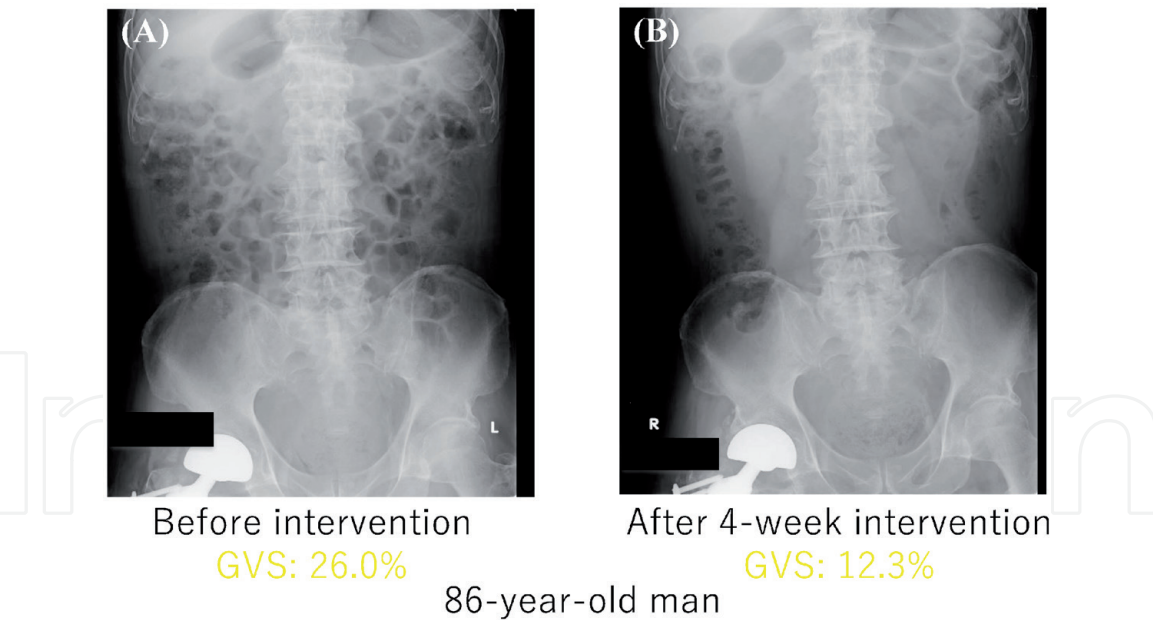 (A)
(B)
L
R
Before intervention
After 4-week intervention
GVS: 26.0%
GVS: 12.3%
86-year-old man